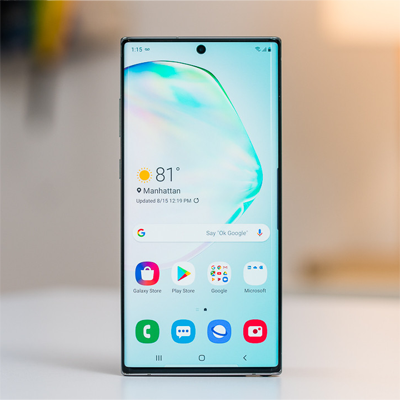 1:15
81°
Manhattan
Updated 8/15 12:19 PM
Say "Ok Google"
Galaxy Store
Play Store
Google
Microsoft